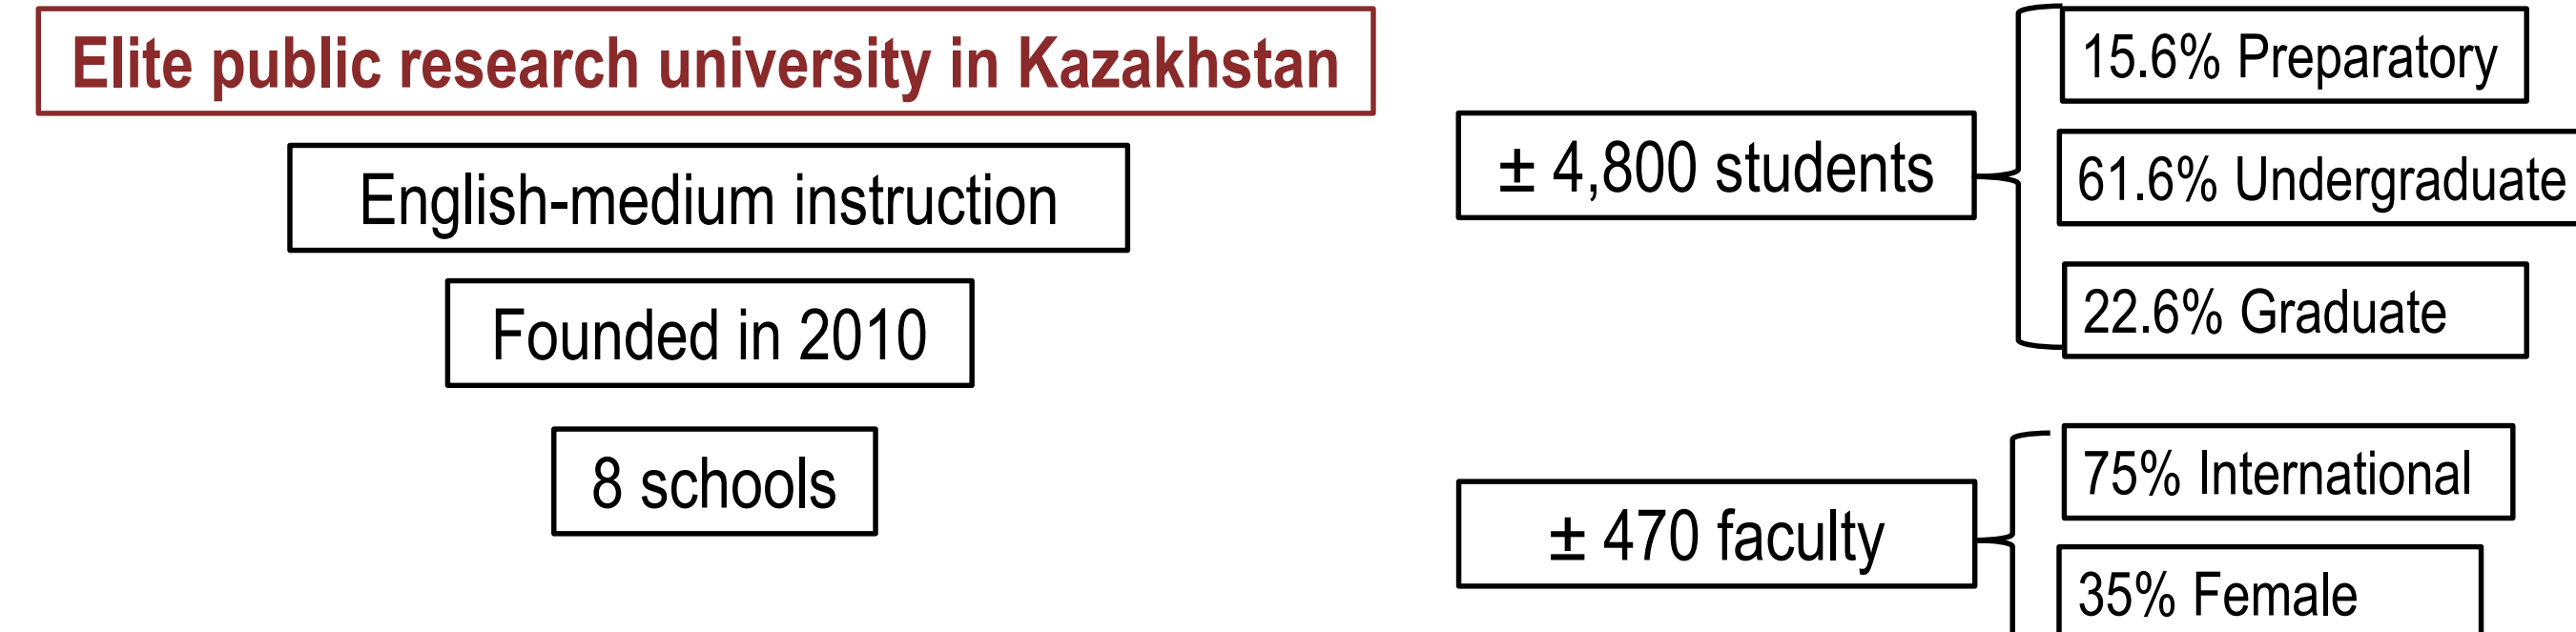 Elite public research university in Kazakhstan
English-medium instruction
Founded in 2010
8 schools
± 4,800 students
15.6% Preparatory
61.6% Undergraduate
22.6% Graduate
± 470 faculty
75% International
35% Female